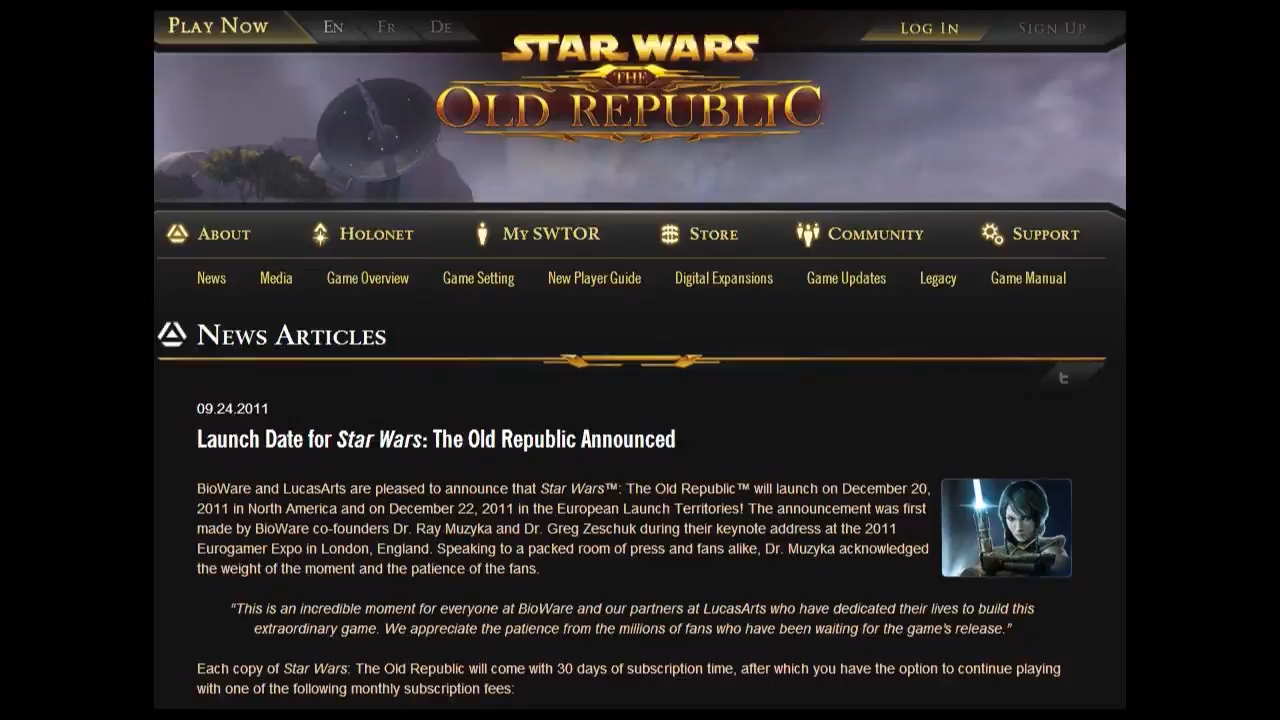 Play Now
En Fr De
Log In
Sign Up
STAR WARS
THE
OLD REPUBLIC
About Holonet My SWTOR Store Community Support
News Media Game Overview Game Setting New Player Guide Digital Expansions Game Updates Legacy Game Manual
News Articles
09.24.2011
Launch Date for Star Wars: The Old Republic Announced
BioWare and LucasArts are pleased to announce that Star Wars™: The Old Republic™ will launch on December 20,
2011 in North America and on December 22, 2011 in the European Launch Territories! The announcement was first
made by BioWare co-founders Dr. Ray Muzyka and Dr. Greg Zeschuk during their keynote address at the 2011
Eurogamer Expo in London, England. Speaking to a packed room of press and fans alike, Dr. Muzyka acknowledged
the weight of the moment and the patience of the fans.
"This is an incredible moment for everyone at BioWare and our partners at LucasArts who have dedicated their lives to build this
extraordinary game. We appreciate the patience from the millions of fans who have been waiting for the game's release."
Each copy of Star Wars: The Old Republic will come with 30 days of subscription time, after which you have the option to continue playing
with one of the following monthly subscription fees: